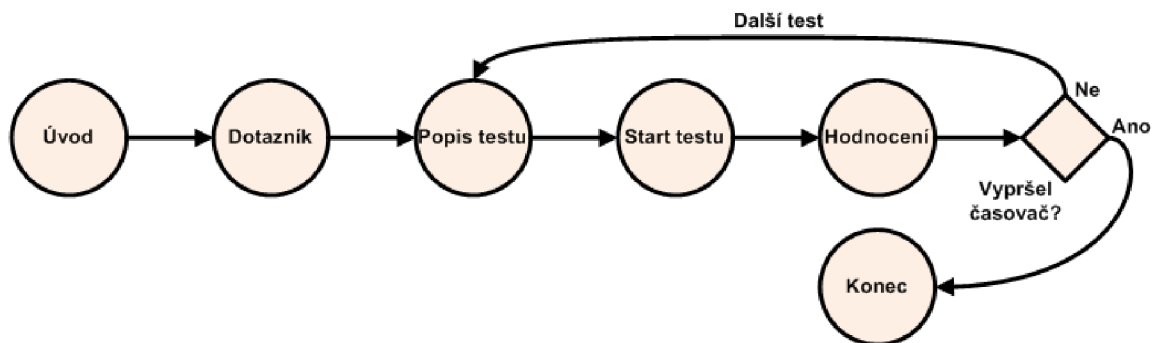 Další test
Úvod
Dotazník
Popis testu
Start testu
Hodnocení
Ne
Ano
Vypršel
časovač?
Konec